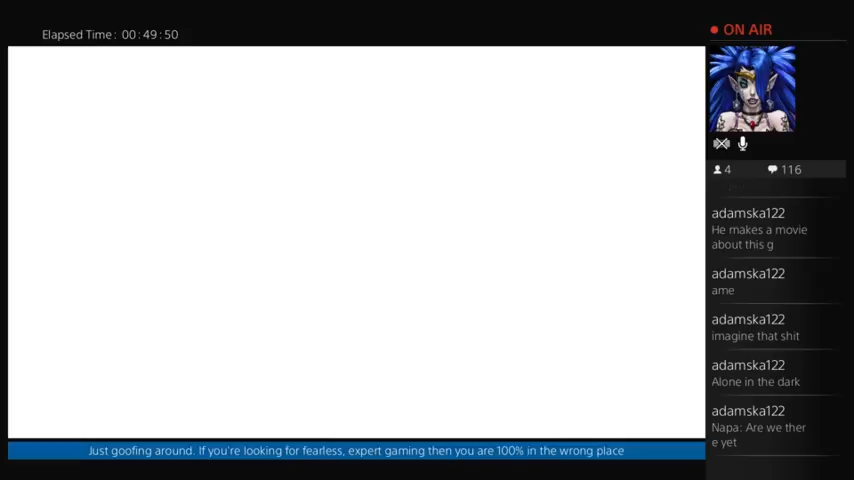 Elapsed Time: 00:49:50
ON AIR
4 116
adamska122
He makes a movie
about this g
adamska122
ame
adamska122
imagine that shit
adamska122
Alone in the dark
adamska122
Napa: Are we ther
e yet
Just goofing around. If you're looking for fearless, expert gaming then you are 100% in the wrong place